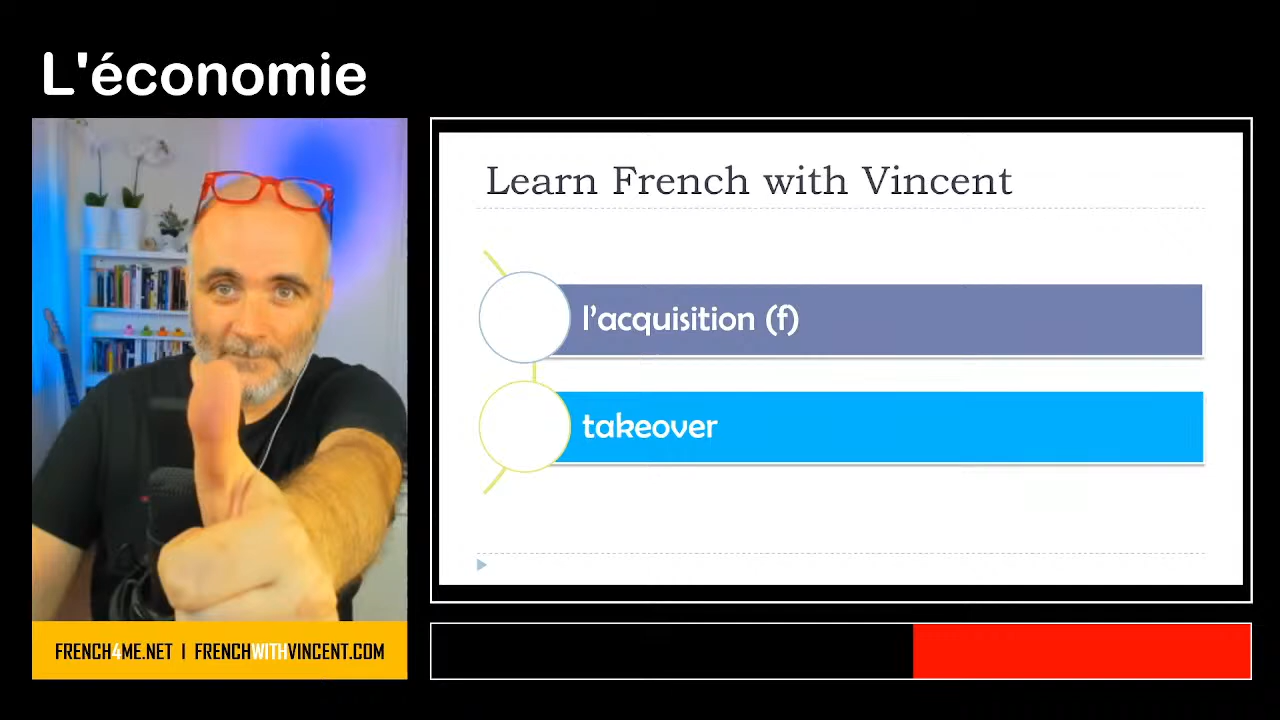 L'économie
Learn French with Vincent
l’acquisition (f)
takeover
FRENCH4ME.NET I FRENCHWITHVINCENT.COM